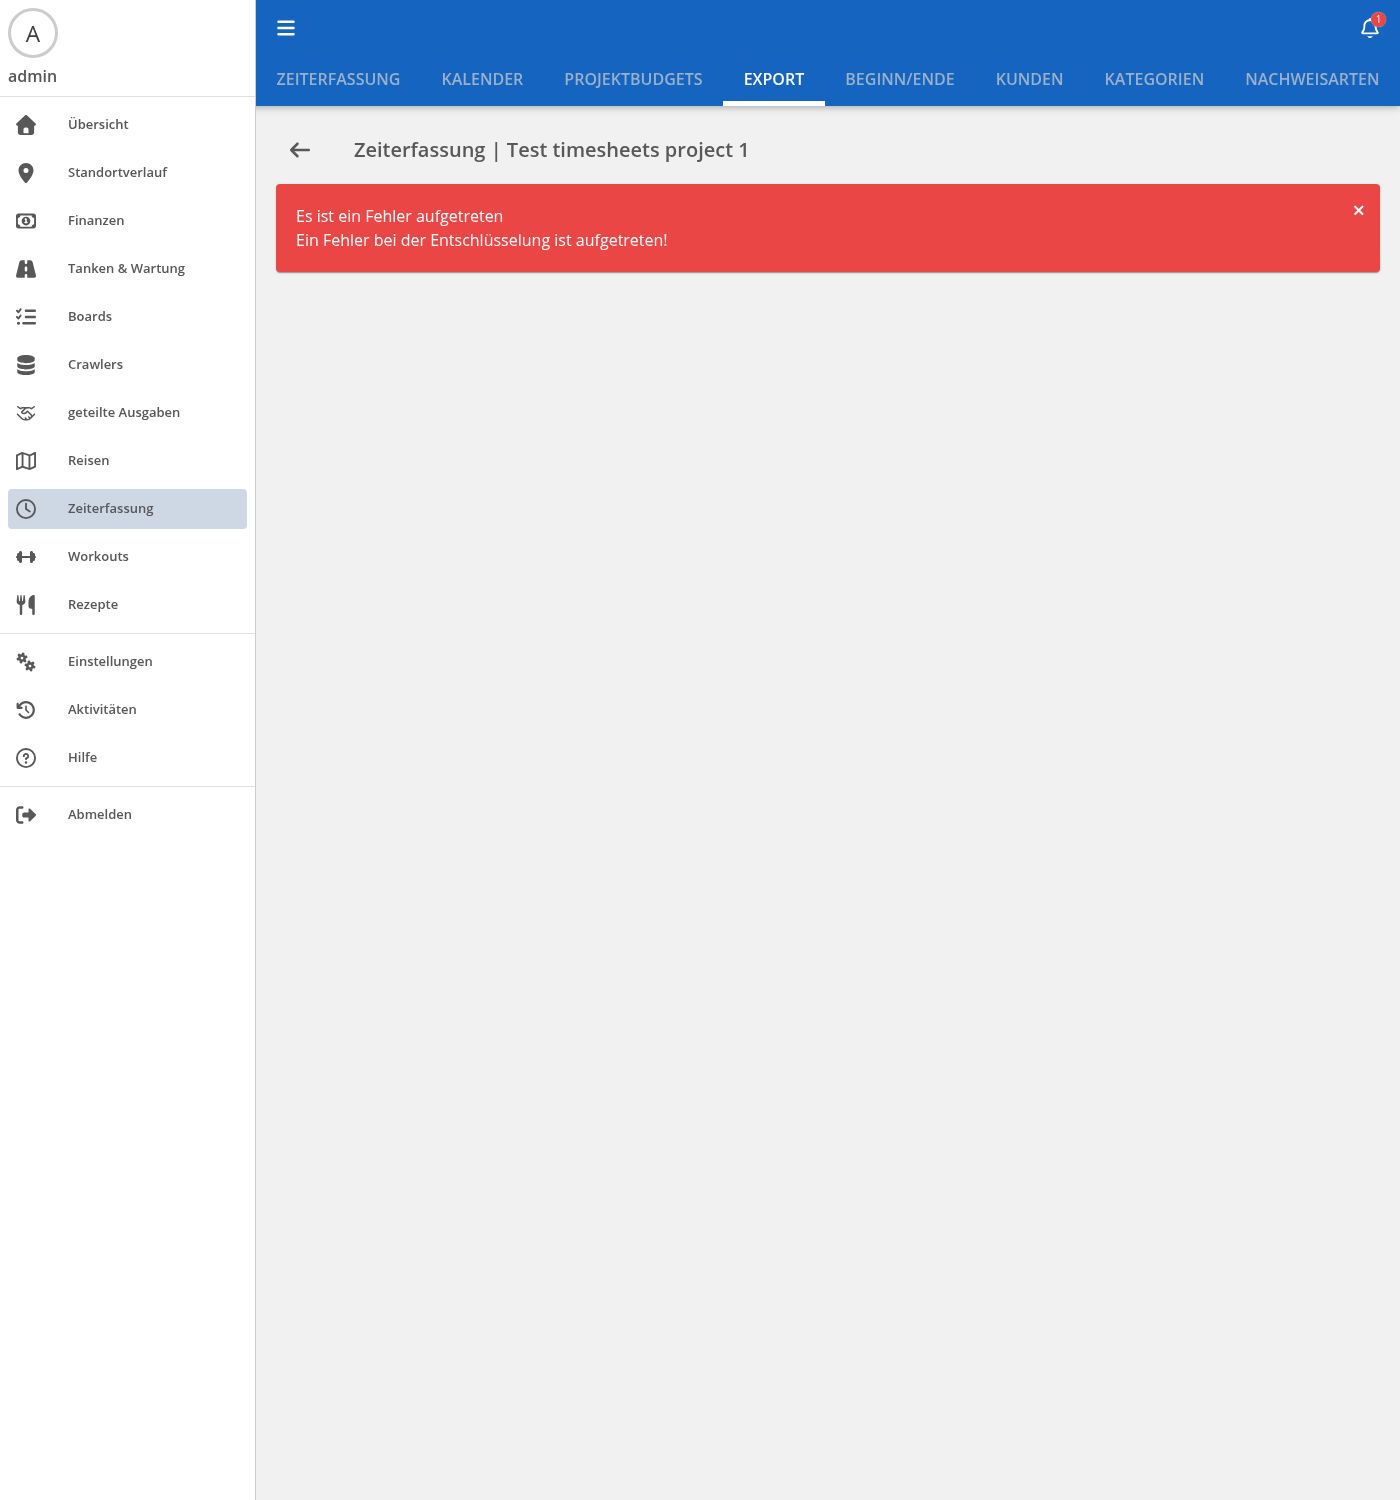 A
admin
Übersicht
Standortverlauf
Finanzen
Tanken & Wartung
Boards
Crawlers
geteilte Ausgaben
Reisen
Zeiterfassung
Workouts
Rezepte
Einstellungen
Aktivitäten
Hilfe
Abmelden
1
ZEITERFASSUNG KALENDER PROJEKTBUDGETS EXPORT BEGINN/ENDE KUNDEN KATEGORIEN NACHWEISARTEN
Zeiterfassung | Test timesheets project 1
Es ist ein Fehler aufgetreten
Ein Fehler bei der Entschlüsselung ist aufgetreten!